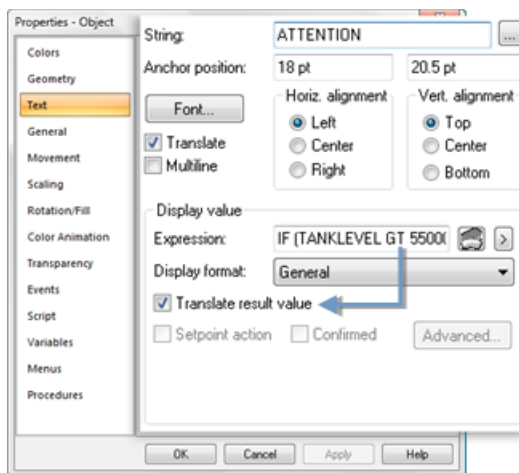 Properties - Object
Colors
Geometry
Text
General
Movement
Scaling
Rotation/Fill
Color Animation
Transparency
Events
Script
Variables
Menus
Procedures
String: ATTENTION ...
Anchor position: 18 pt 20.5 pt
Font...
Translate
Multiline
Horiz. alignment
Left
Center
Right
Vert. alignment
Top
Center
Bottom
Display value
Expression: IF (TANKLEVEL GT 5500( >
Display format: General
Translate result value
Setpoint action Confirmed Advanced...
OK Cancel Apply Help